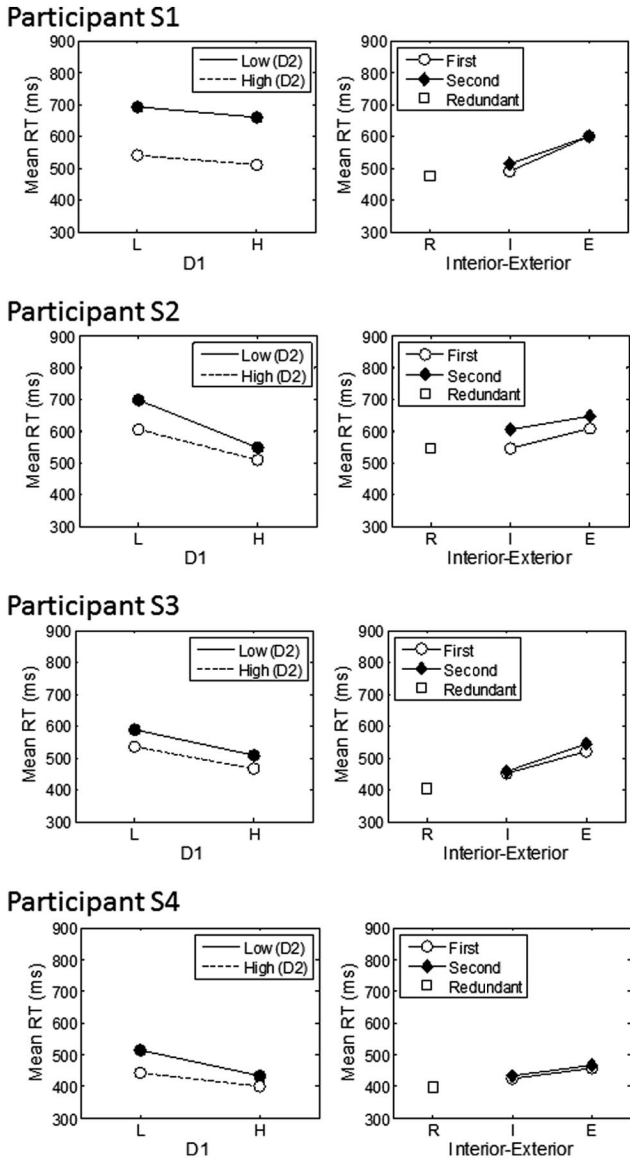 Participant S1
900
800
700
600
500
400
300
Mean RT (ms)
Low (D2)
High (D2)
L H
D1
900
800
700
600
500
400
300
Mean RT (ms)
First
Second
Redundant
R I E
Interior-Exterior
Participant S2
900
800
700
600
500
400
300
Mean RT (ms)
Low (D2)
High (D2)
L H
D1
900
800
700
600
500
400
300
Mean RT (ms)
First
Second
Redundant
R I E
Interior-Exterior
Participant S3
900
800
700
600
500
400
300
Mean RT (ms)
Low (D2)
High (D2)
L H
D1
900
800
700
600
500
400
300
Mean RT (ms)
First
Second
Redundant
R I E
Interior-Exterior
Participant S4
900
800
700
600
500
400
300
Mean RT (ms)
Low (D2)
High (D2)
L H
D1
900
800
700
600
500
400
300
Mean RT (ms)
First
Second
Redundant
R I E
Interior-Exterior